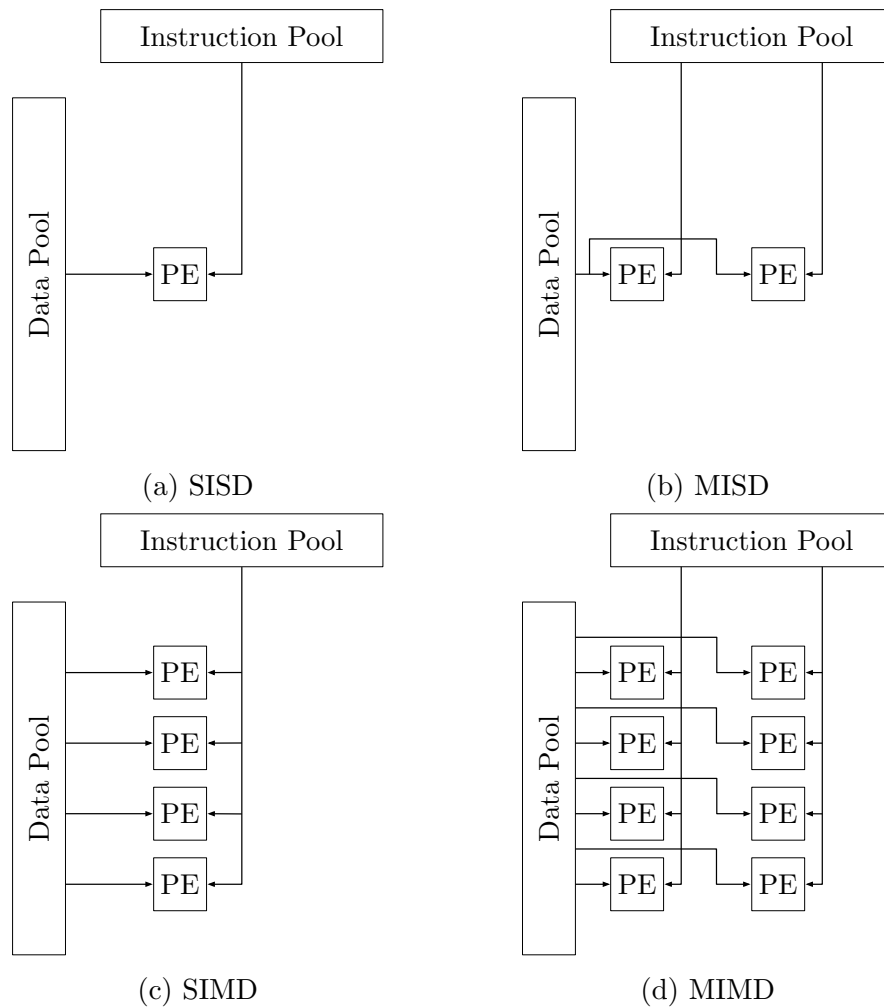 Instruction Pool
Data Pool
PE
(a) SISD
Instruction Pool
Data Pool
PE PE
(b) MISD
Instruction Pool
Data Pool
PE
PE
PE
PE
(c) SIMD
Instruction Pool
Data Pool
PE PE
PE PE
PE PE
PE PE
(d) MIMD